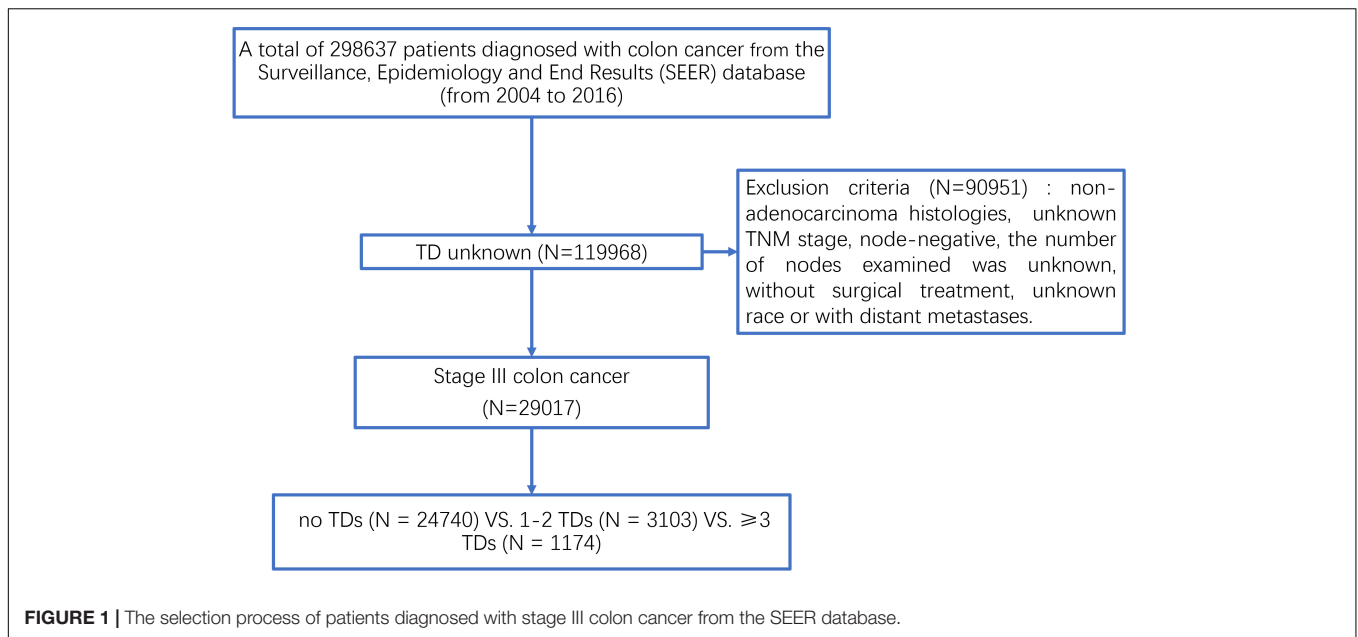 A total of 298637 patients diagnosed with colon cancer from the
Surveillance, Epidemiology and End Results (SEER) database
(from 2004 to 2016)
TD unknown (N=119968)
Exclusion criteria (N=90951) : non-
adenocarcinoma histologies, unknown
TNM stage, node-negative, the number
of nodes examined was unknown,
without surgical treatment, unknown
race or with distant metastases.
Stage III colon cancer
(N=29017)
no TDs (N = 24740) VS. 1-2 TDs (N = 3103) VS. ≥3
TDs (N = 1174)
FIGURE 1 | The selection process of patients diagnosed with stage III colon cancer from the SEER database.